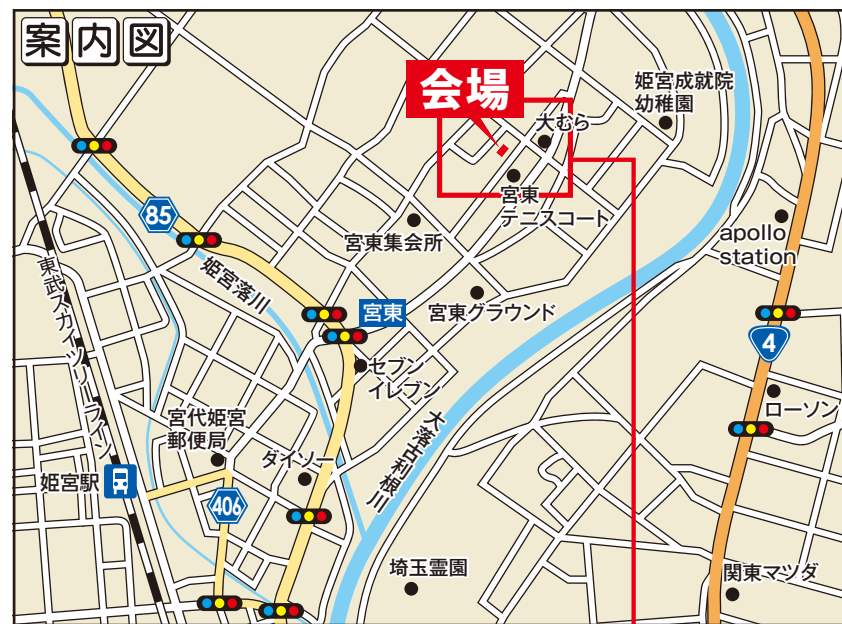 案内図
会場
姫宮成就院
幼稚園
大むら
85
宮東
テニスコート
宮東集会所
apollo
station
東武スカイツリーライン
姫宮落川
宮東
宮東グラウンド
4
セブン
イレブン
ローソン
宮代姫宮
郵便局
大落古利根川
ダイソー
姫宮駅
406
埼玉霊園
関東マツダ